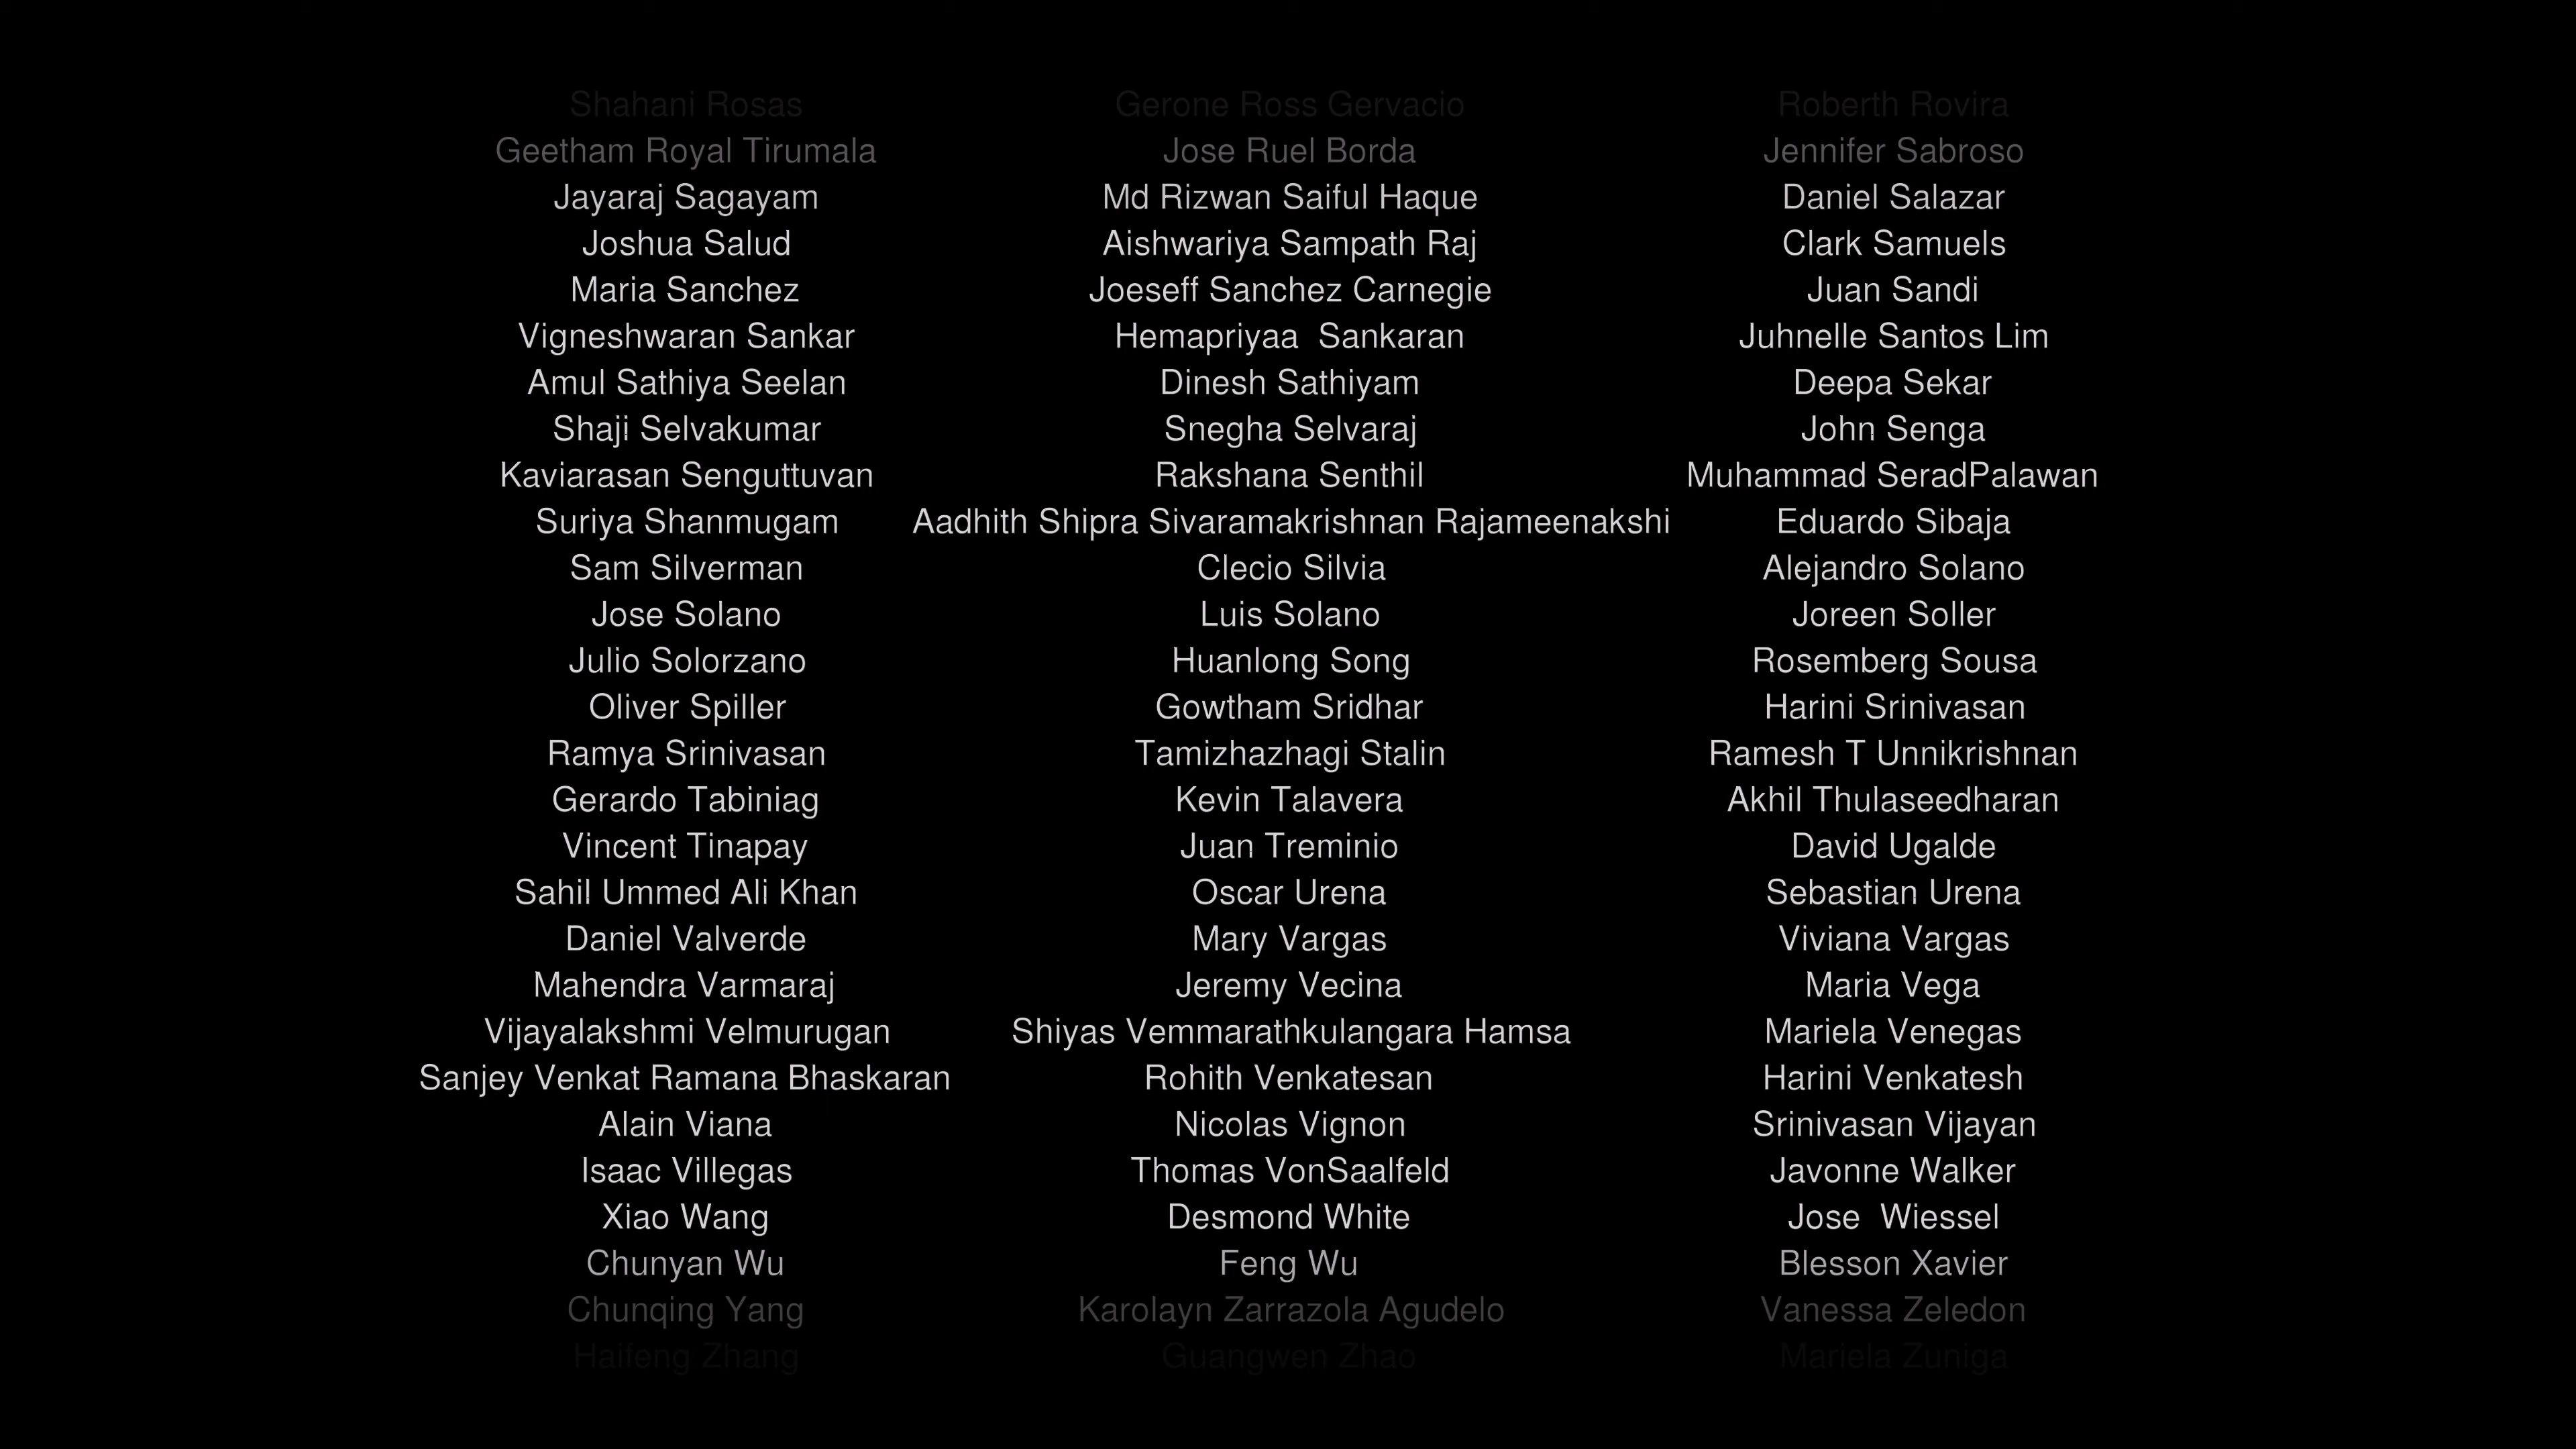 Shahani Rosas Gerone Ross Gervacio Roberth Rovira
Geetham Royal Tirumala Jose Ruel Borda Jennifer Sabroso
Jayaraj Sagayam Md Rizwan Saiful Haque Daniel Salazar
Joshua Salud Aishwariya Sampath Raj Clark Samuels
Maria Sanchez Joeseff Sanchez Carnegie Juan Sandi
Vigneshwaran Sankar Hemapriyaa  Sankaran Juhnelle Santos Lim
Amul Sathiya Seelan Dinesh Sathiyam Deepa Sekar
Shaji Selvakumar Snegha Selvaraj John Senga
Kaviarasan Senguttuvan Rakshana Senthil Muhammad SeradPalawan
Suriya Shanmugam Aadhith Shipra Sivaramakrishnan Rajameenakshi Eduardo Sibaja
Sam Silverman Clecio Silvia Alejandro Solano
Jose Solano Luis Solano Joreen Soller
Julio Solorzano Huanlong Song Rosemberg Sousa
Oliver Spiller Gowtham Sridhar Harini Srinivasan
Ramya Srinivasan Tamizhazhagi Stalin Ramesh T Unnikrishnan
Gerardo Tabiniag Kevin Talavera Akhil Thulaseedharan
Vincent Tinapay Juan Treminio David Ugalde
Sahil Ummed Ali Khan Oscar Urena Sebastian Urena
Daniel Valverde Mary Vargas Viviana Vargas
Mahendra Varmaraj Jeremy Vecina Maria Vega
Vijayalakshmi Velmurugan Shiyas Vemmarathkulangara Hamsa Mariela Venegas
Sanjey Venkat Ramana Bhaskaran Rohith Venkatesan Harini Venkatesh
Alain Viana Nicolas Vignon Srinivasan Vijayan
Isaac Villegas Thomas VonSaalfeld Javonne Walker
Xiao Wang Desmond White Jose  Wiessel
Chunyan Wu Feng Wu Blesson Xavier
Chunqing Yang Karolayn Zarrazola Agudelo Vanessa Zeledon
Haifeng Zhang Guangwen Zhao Mariela Zuniga